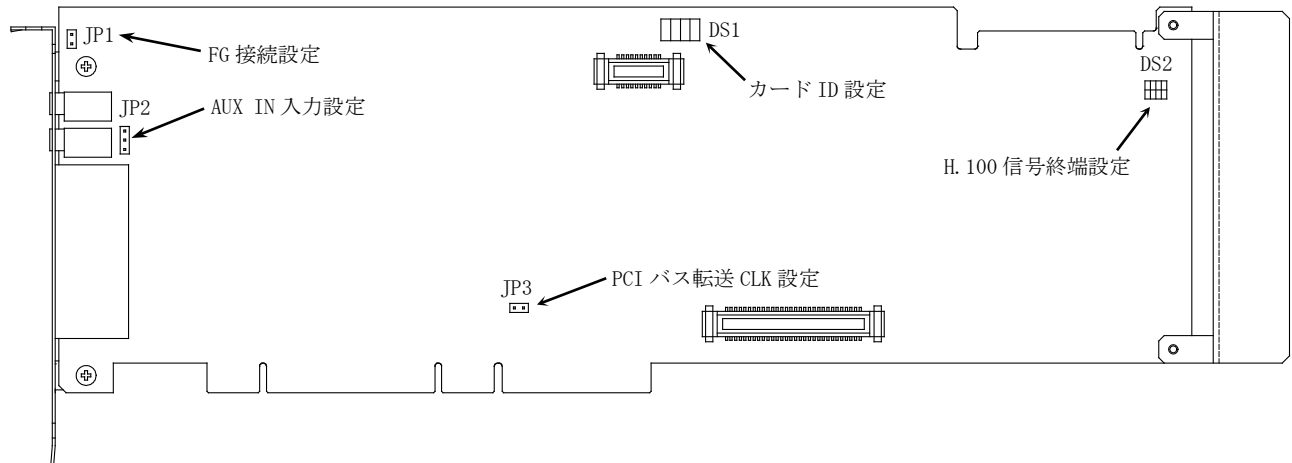 JP1
FG 接続設定
DS1
カード ID 設定
DS2
JP2
AUX IN 入力設定
H.100 信号終端設定
JP3
PCI バス転送 CLK 設定